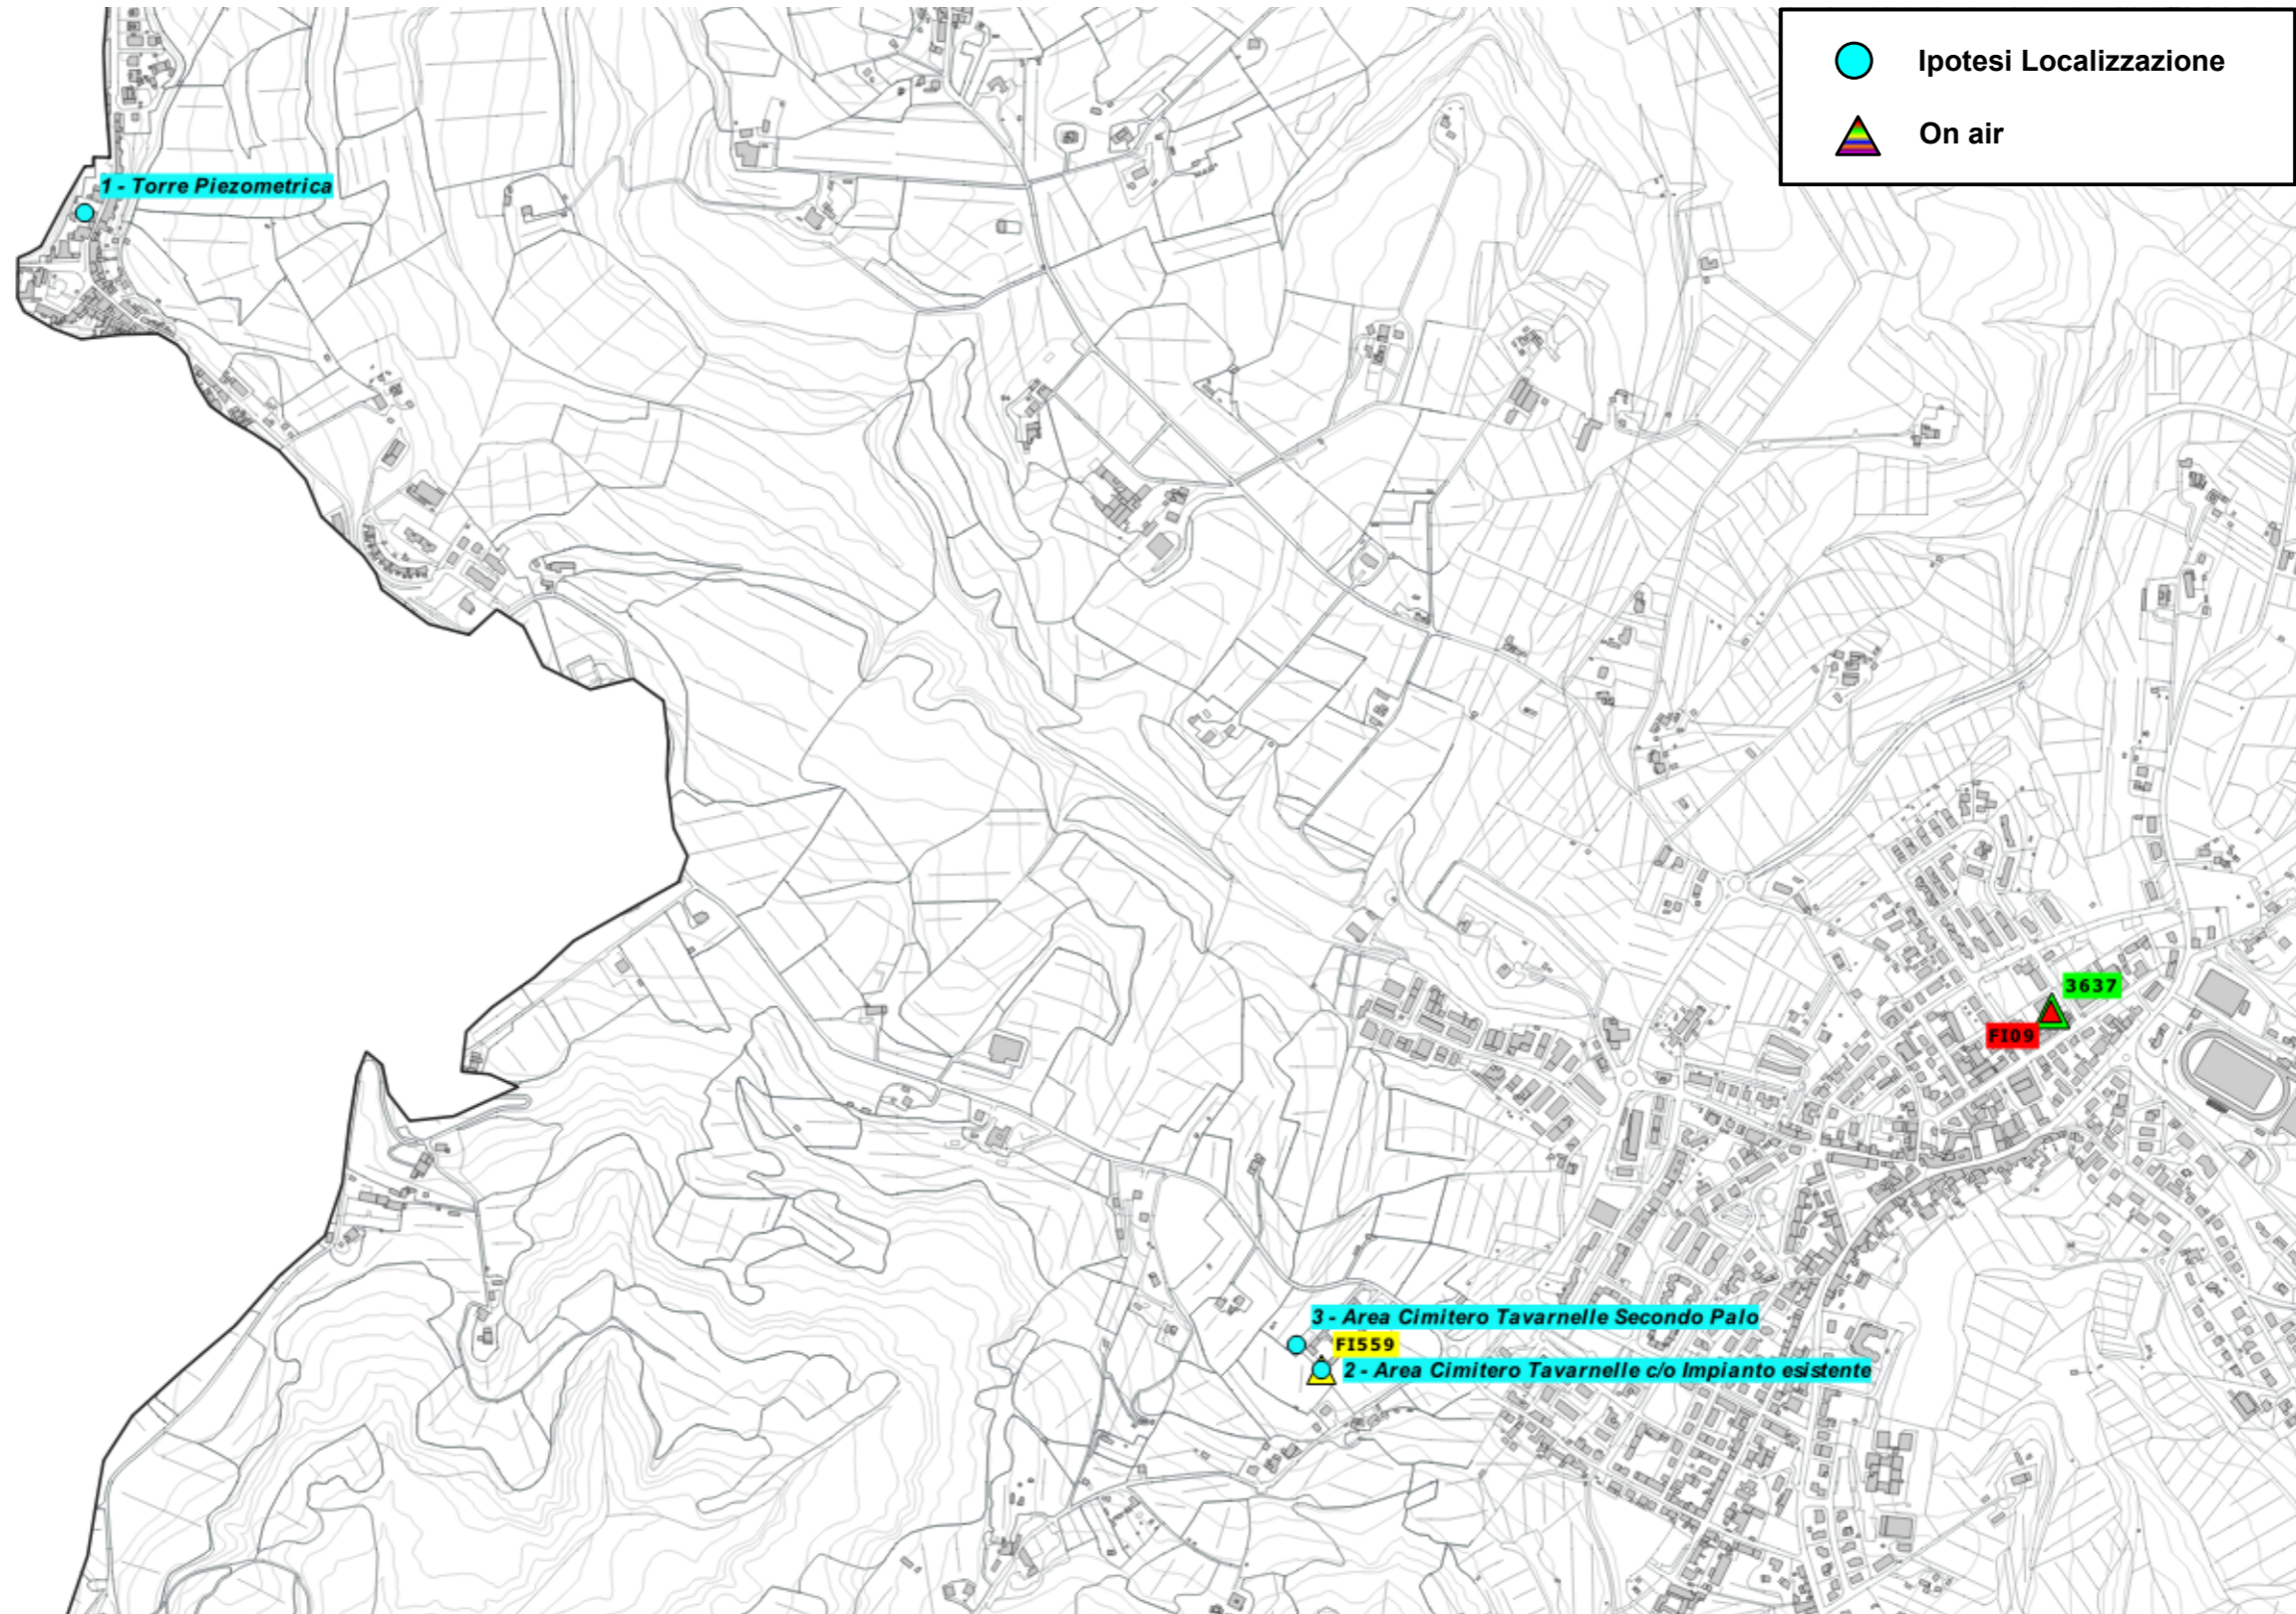 Ipotesi Localizzazione
On air
1 - Torre Piezometrica
3637
FI09
3 - Area Cimitero Tavarnelle Secondo Palo
FI559
2 - Area Cimitero Tavarnelle c/o Impianto esistente